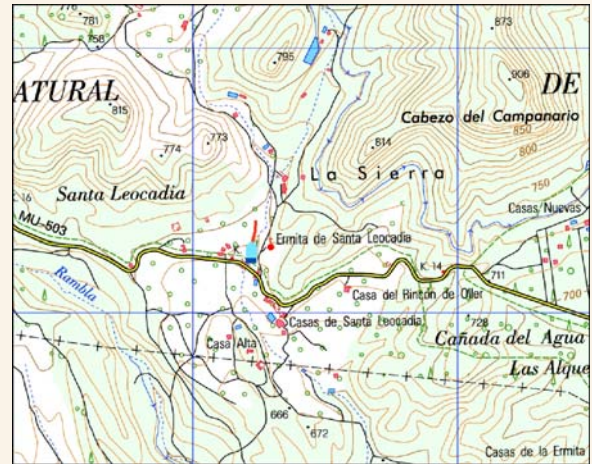 776
781
758
873
795
906
DE
ATURAL
815
Cabezo del Campanario
850
773
814
800
774
La Sierra
750
Santa Leocadia
16
Casas Nuevas
MU-503
Ermita de Santa Leocadia
K-14
711
Rambla
Casa del Rincón de Oller
700
Casas de Santa Leocadia
728
Casa Alta
Cañada del Agua
Las Alque
666
672
Casas de la Ermita